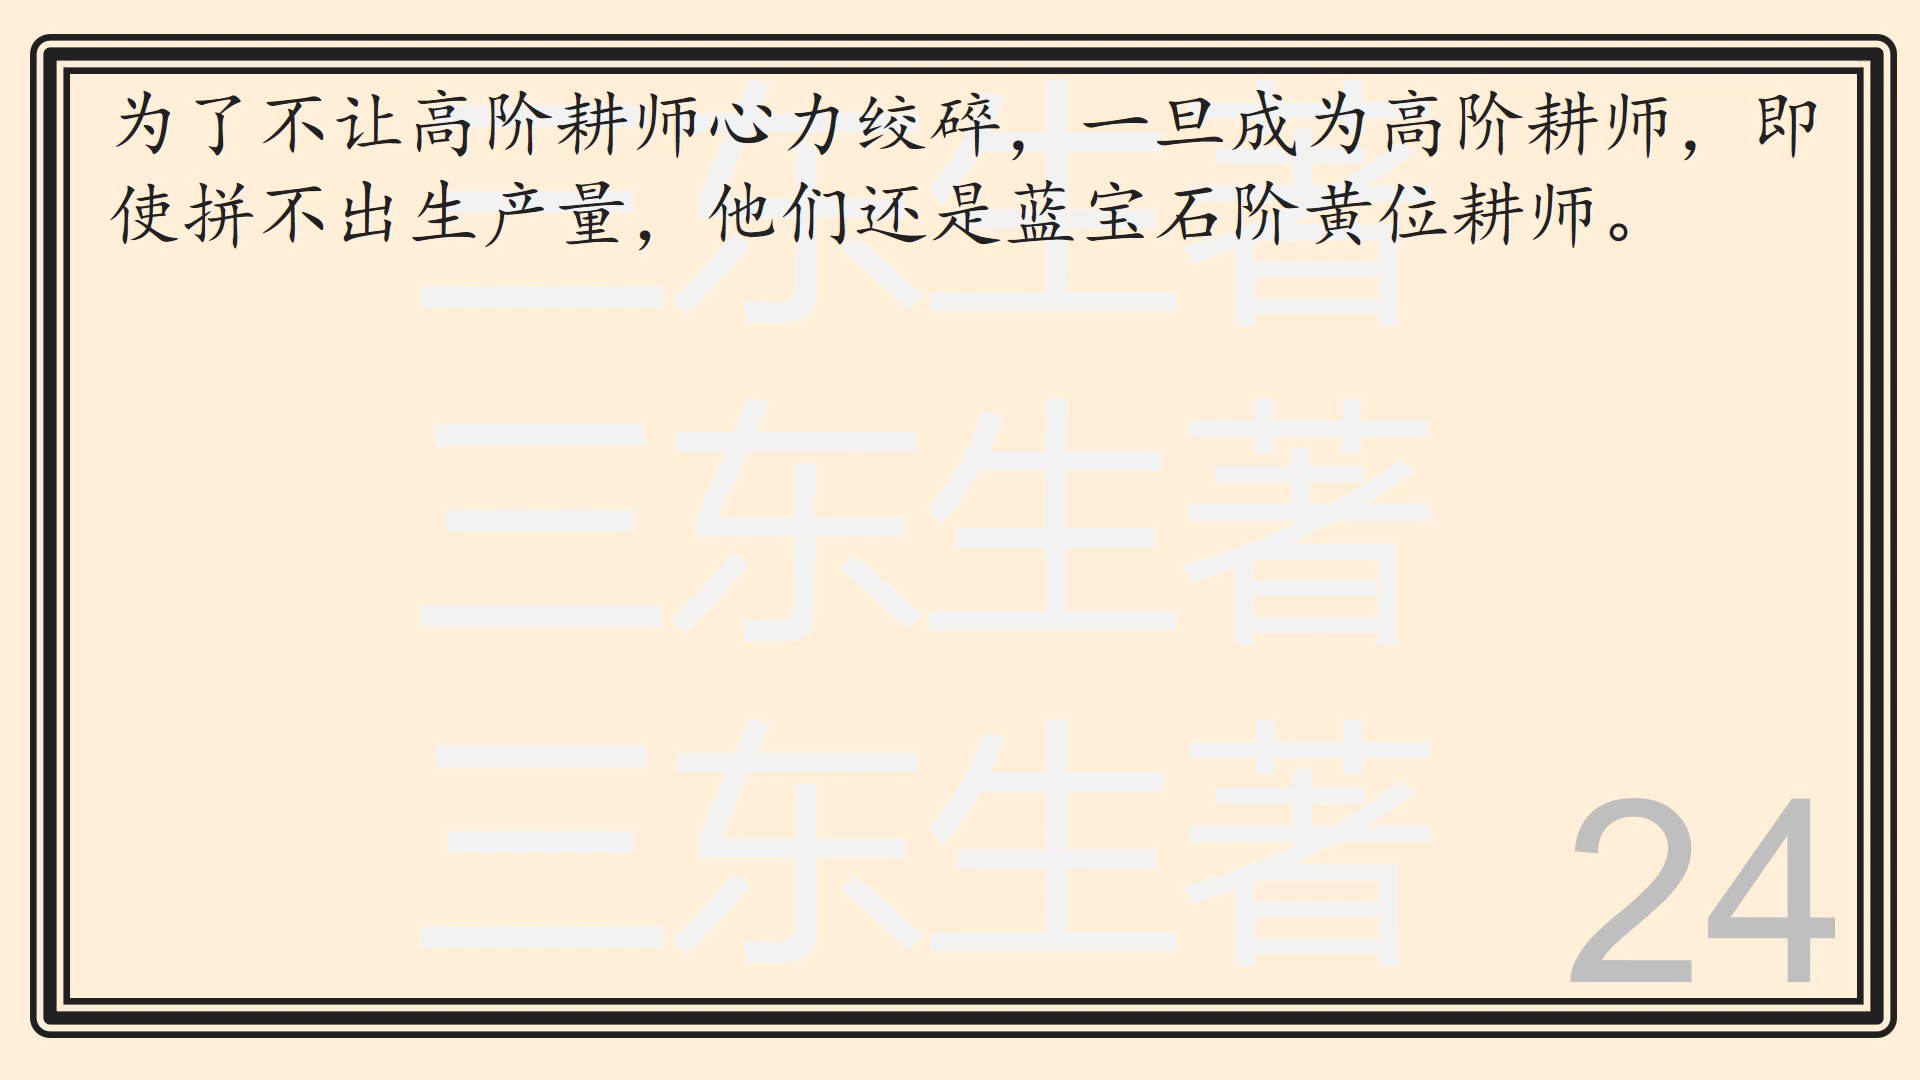 为了不让高阶耕师心力绞碎，一旦成为高阶耕师，即
使拼不出生产量，他们还是蓝宝石阶黄位耕师。
三东生著
三东生著
三东生著
24